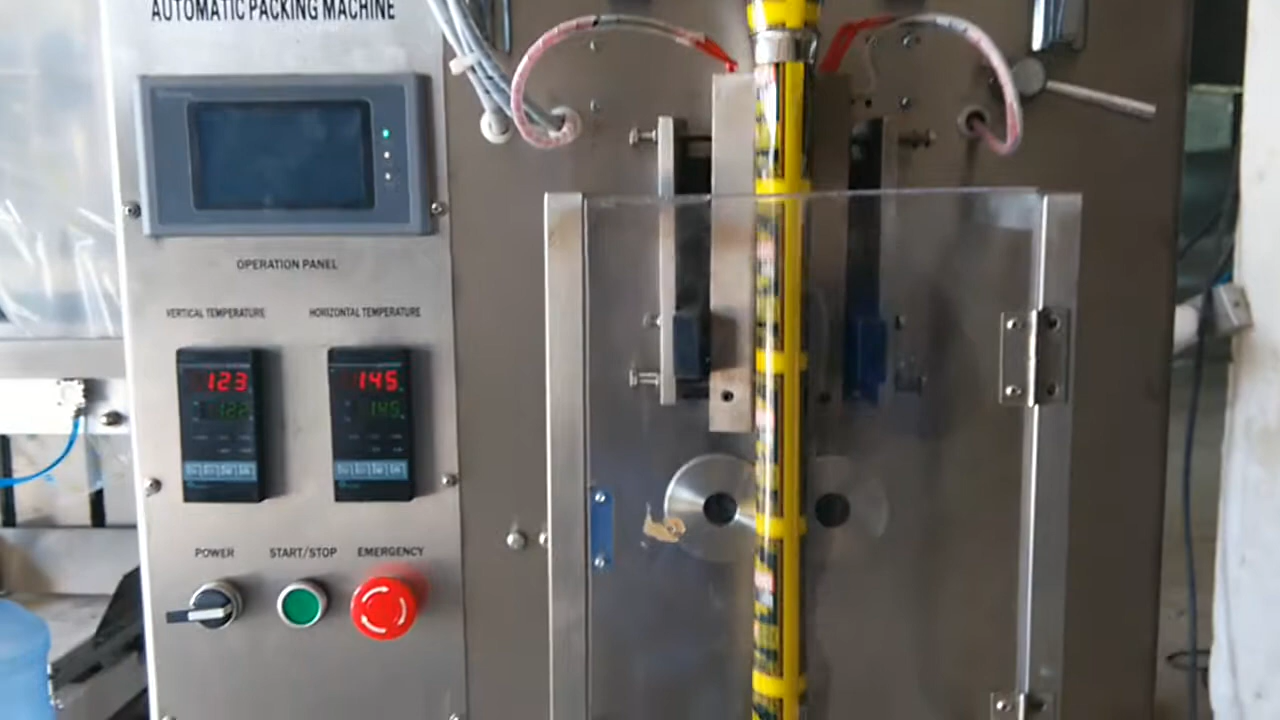 AUTOMATIC PACKING MACHINE
OPERATION PANEL
VERTICAL TEMPERATURE
HORIZONTAL TEMPERATURE
123
145
122
145
POWER
START/STOP
EMERGENCY